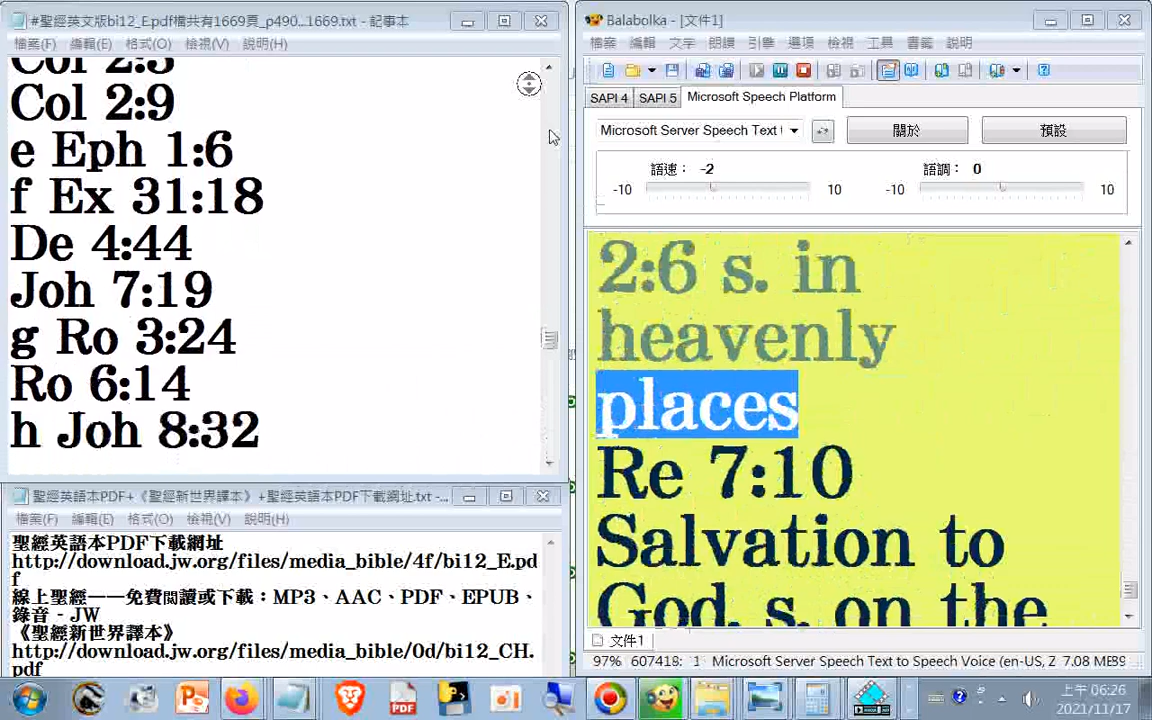 #聖經英文版bi12_E.pdf檔共有1669頁_p490...1669.txt - 記事本
檔案(F) 編輯(E) 格式(O) 檢視(V) 說明(H)
Col 2:3
Col 2:9
e Eph 1:6
f Ex 31:18
De 4:44
Joh 7:19
g Ro 3:24
Ro 6:14
h Joh 8:32
聖經英語本PDF+《聖經新世界譯本》+聖經英語本PDF下載網址.txt - ...
檔案(F) 編輯(E) 格式(O) 檢視(V) 說明(H)
聖經英語本PDF下載網址
http://download.jw.org/files/media_bible/4f/bi12_E.pd
f
線上聖經——免費閱讀或下載：MP3、AAC、PDF、EPUB、
錄音 - JW
《聖經新世界譯本》
http://download.jw.org/files/media_bible/0d/bi12_CH.
pdf
Balabolka - [文件1]
檔案 編輯 文字 朗讀 引擎 選項 檢視 工具 書籤 說明
SAPI 4 SAPI 5 Microsoft Speech Platform
Microsoft Server Speech Text 關於 預設
語速： -2 語調： 0
-10 10 -10 10
2:6 s. in
heavenly
places
Re 7:10
Salvation to
God, s. on the
文件1
97% 607418: 1 Microsoft Server Speech Text to Speech Voice (en-US, Z 7.08 MB
PDF
上午 06:26
2021/11/17